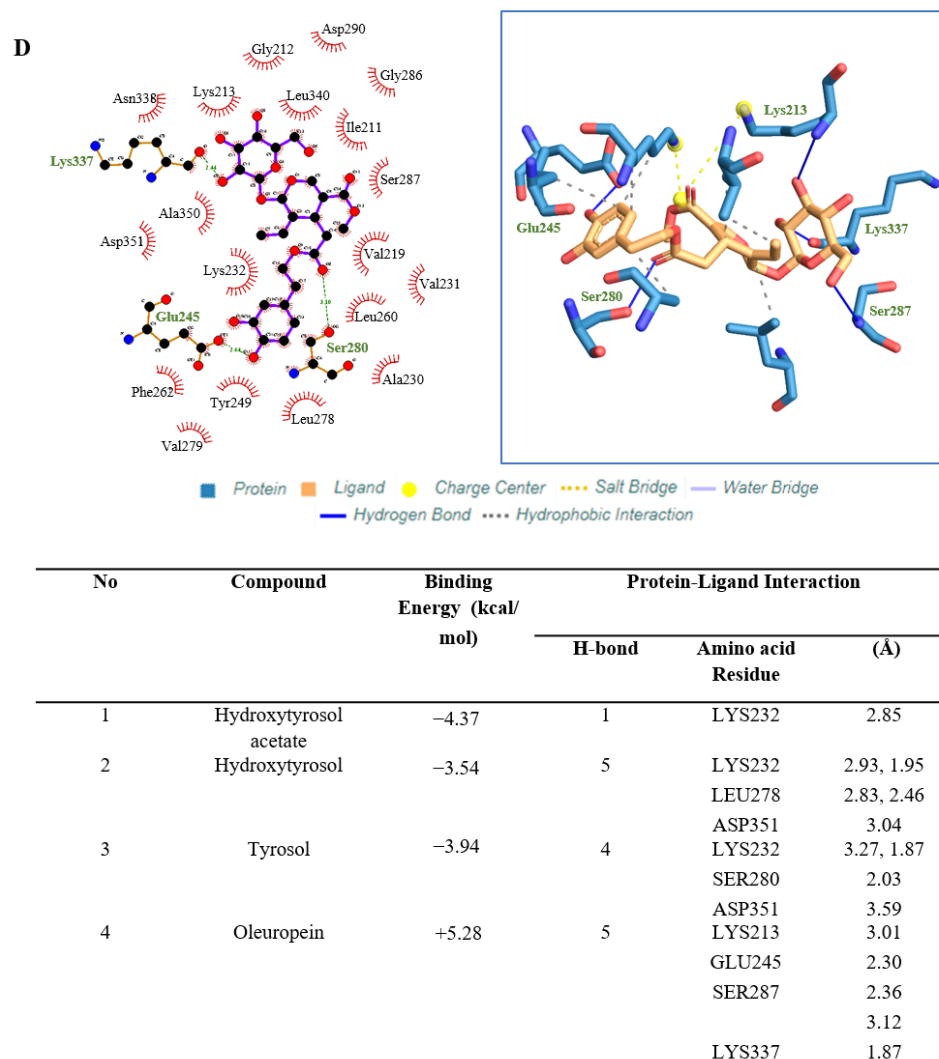 D
Asp290
Gly212
Gly286
Lys213
Leu340
Asn338
Ile211
Lys337
Ser287
Ala350
Asp351
Val219
Lys232
Val231
Glu245
Leu260
Ser280
Ala230
Phe262
Tyr249
Leu278
Val279
Lys213
Glu245
Lys337
Ser280
Ser287
Protein Ligand Charge Center Salt Bridge Water Bridge
Hydrogen Bond Hydrophobic Interaction
No Compound Binding Energy (kcal/ mol) Protein-Ligand Interaction
H-bond Amino acid Residue (Å)
1 Hydroxytyrosol acetate −4.37 1 LYS232 2.85
2 Hydroxytyrosol −3.54 5 LYS232 2.93, 1.95
LEU278 2.83, 2.46
ASP351 3.04
3 Tyrosol −3.94 4 LYS232 3.27, 1.87
SER280 2.03
ASP351 3.59
4 Oleuropein +5.28 5 LYS213 3.01
GLU245 2.30
SER287 2.36
3.12
LYS337 1.87